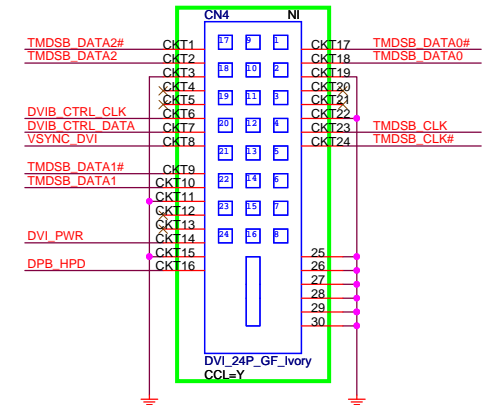 CN4 NI
TMDSB_DATA2# CKT1 17 9 1 CKT17 TMDSB_DATA0#
TMDSB_DATA2 CKT2 CKT18 TMDSB_DATA0
CKT3 18 10 2 CKT19
CKT4 CKT20
CKT5 19 11 3 CKT21
DVIB_CTRL_CLK CKT6 CKT22
DVIB_CTRL_DATA CKT7 20 12 4 CKT23 TMDSB_CLK
VSYNC_DVI CKT8 CKT24 TMDSB_CLK#
21 13 5
TMDSB_DATA1# CKT9
TMDSB_DATA1 CKT10 22 14 6
CKT11
CKT12 23 15 7
CKT13
DVI_PWR CKT14 24 16 8
CKT15 25
DPB_HPD CKT16 26
27
28
29
30
DVI_24P_GF_Ivory
CCL=Y